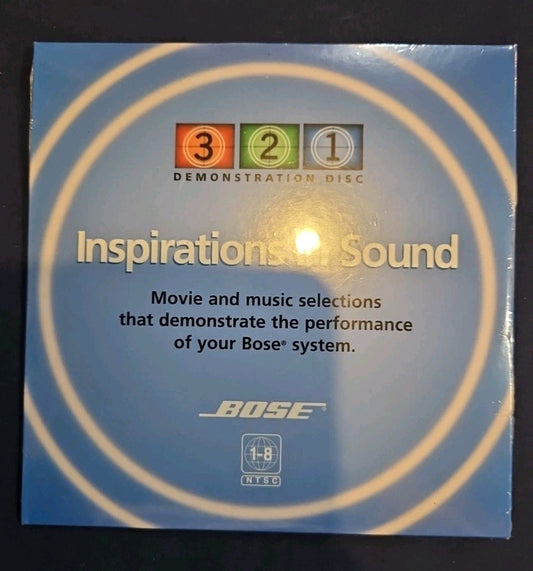 3 2 1
DEMONSTRATION DISC
Inspirations in Sound
Movie and music selections
that demonstrate the performance
of your Bose® system.
BOSE®
1-8
NTSC